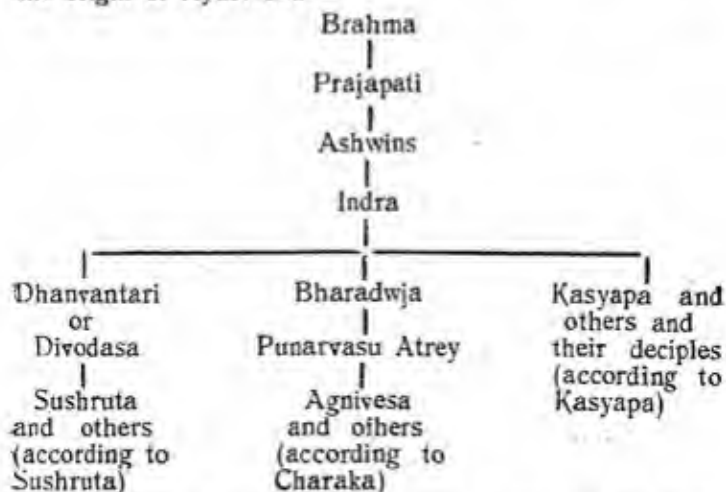 Brahma
Prajapati
Ashwins
Indra
Dhanvantari
or
Divodasa
Sushruta
and others
(according to
Sushruta)
Bharadwja
Punarvasu Atrey
Agnivesa
and others
(according to
Charaka)
Kasyapa and
others and
their deciples
(according to
Kasyapa)